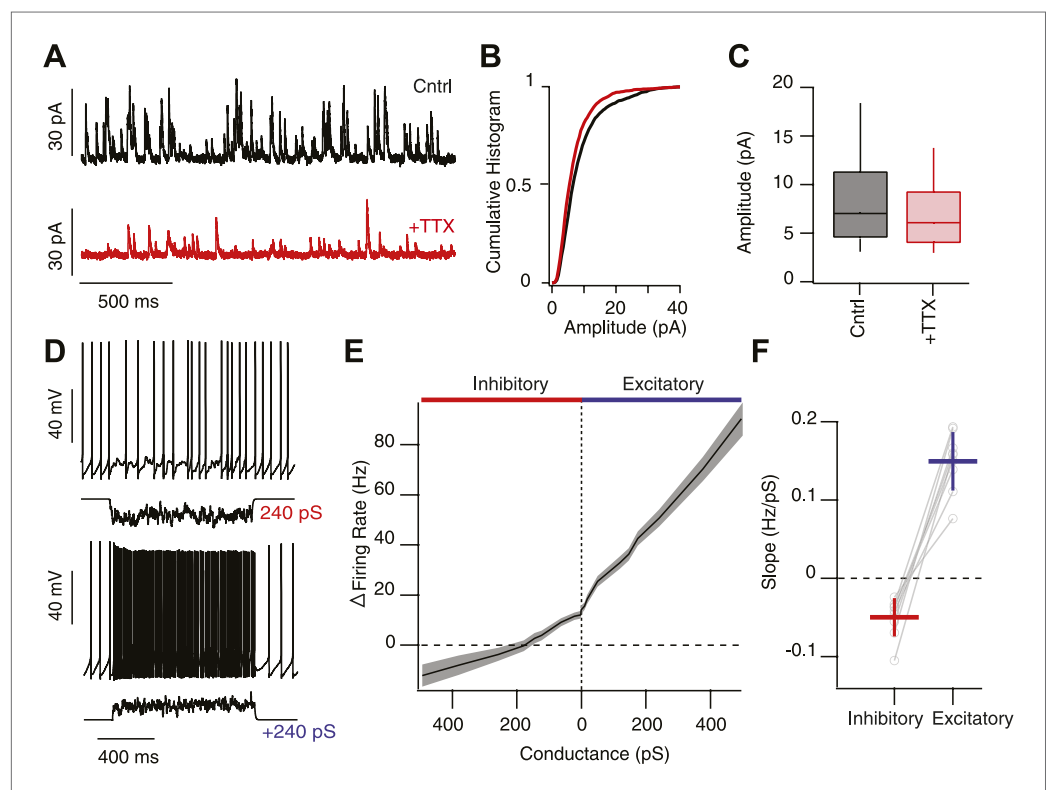 A
Cntrl
30 pA
+TTX
30 pA
500 ms
B
Cumulative Histogram
1
0.5
0
0
20
40
Amplitude (pA)
C
Amplitude (pA)
20
15
10
5
0
Cntrl
+TTX
D
40 mV
240 pS
40 mV
+240 pS
400 ms
E
Inhibitory
Excitatory
Δ Firing Rate (Hz)
80
60
40
20
0
400
200
0
200
400
Conductance (pS)
F
Slope (Hz/pS)
0.2
0.1
0
-0.1
Inhibitory
Excitatory